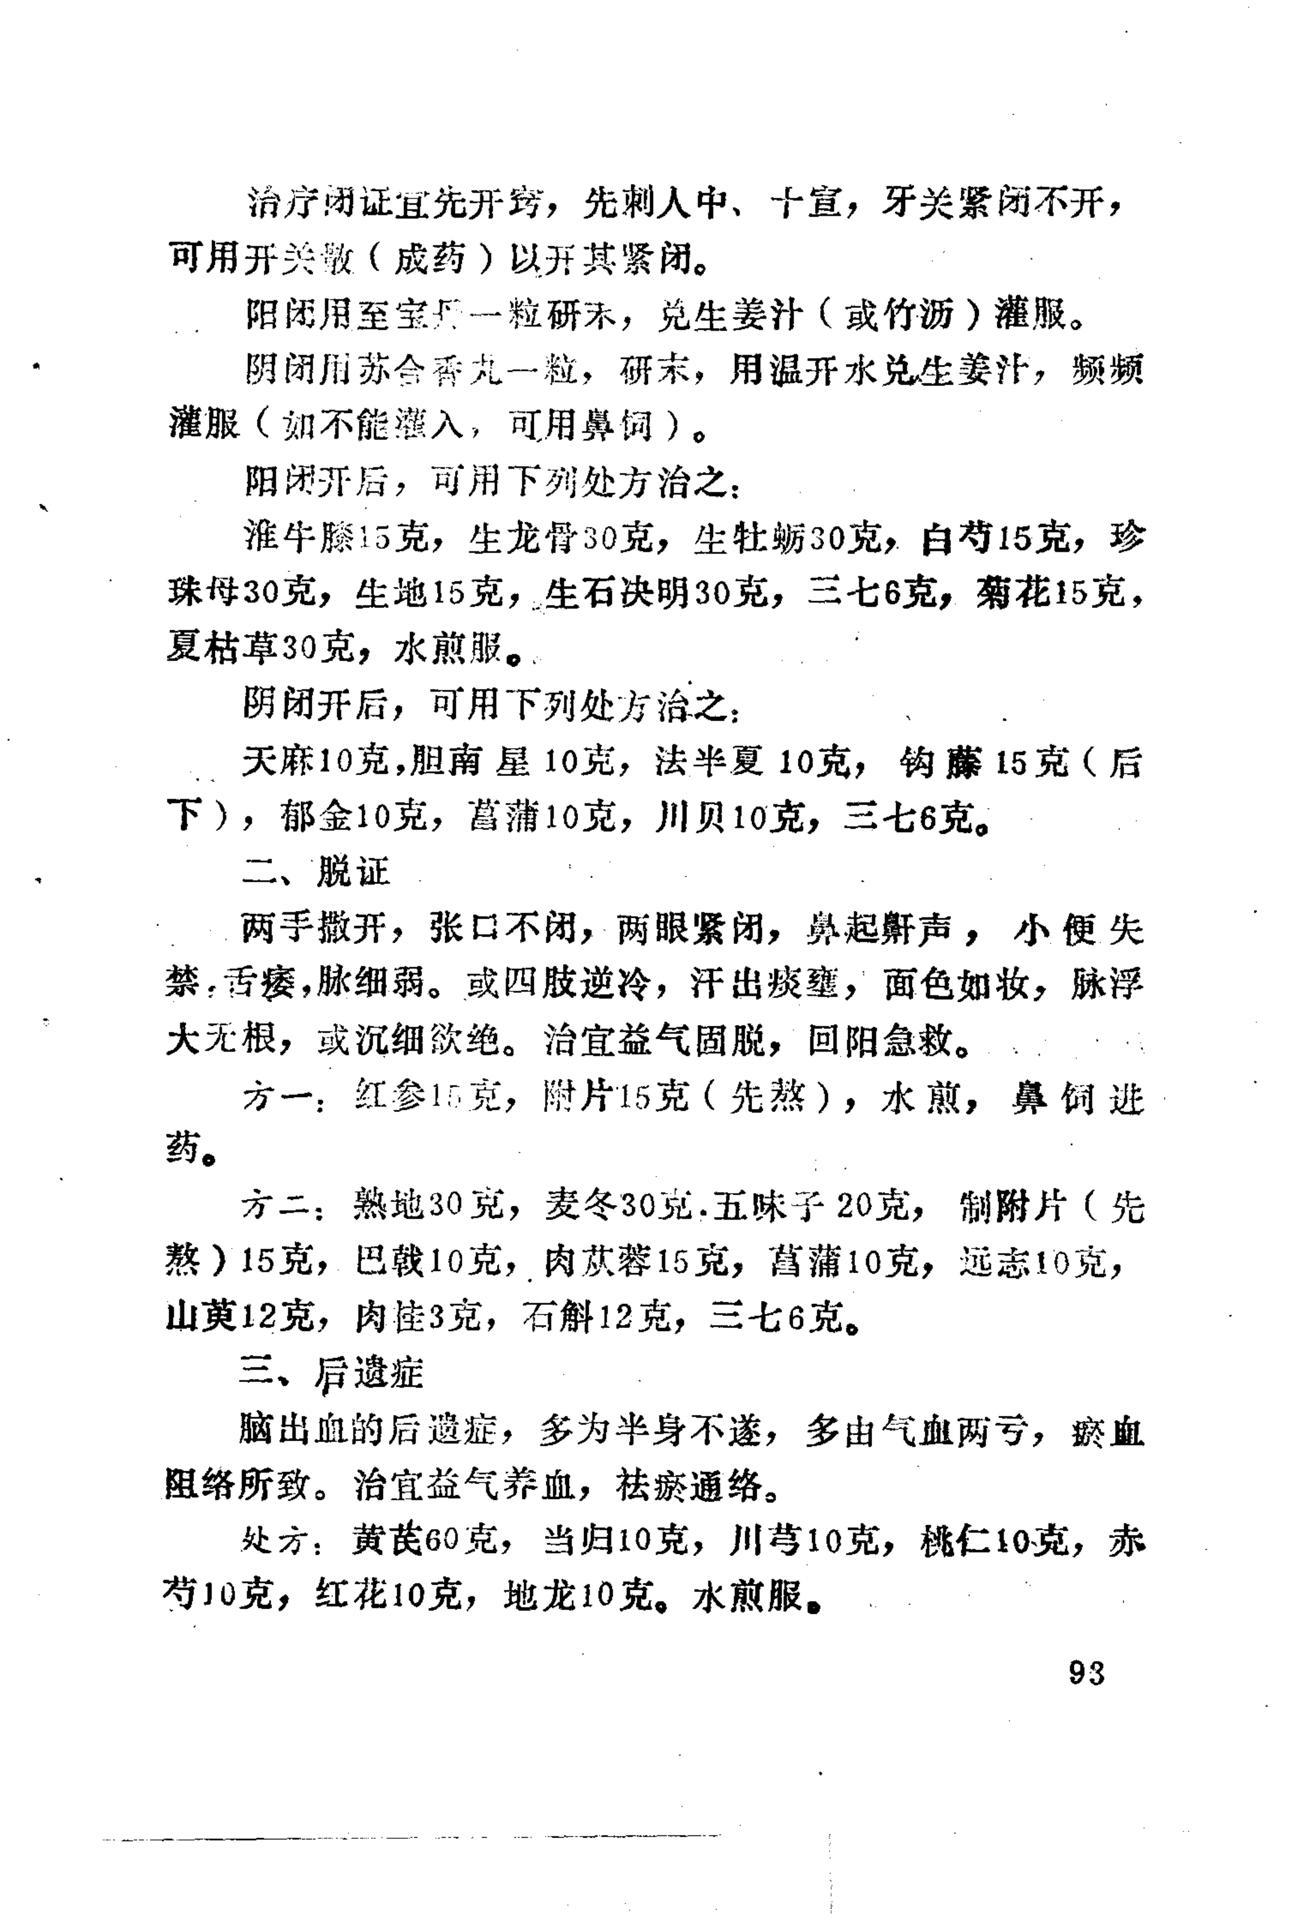 治疗闭证宜先开窍，先刺人中、十宣，牙关紧闭不开，
可用开关散（成药）以开其紧闭。
阳闭用至宝丹一粒研末，兑生姜汁（或竹沥）灌服。
阴闭用苏合香丸一粒，研末，用温开水兑生姜汁，频频
灌服（如不能灌入，可用鼻饲）。
阳闭开后，可用下列处方治之：
淮牛膝15克，生龙骨30克，生牡蛎30克，白芍15克，珍
珠母30克，生地15克，生石决明30克，三七6克，菊花15克，
夏枯草30克，水煎服。
阴闭开后，可用下列处方治之：
天麻10克，胆南星10克，法半夏10克，钩藤15克（后
下），郁金10克，菖蒲10克，川贝10克，三七6克。
二、脱证
两手撒开，张口不闭，两眼紧闭，鼻起鼾声，小便失
禁，舌痿，脉细弱。或四肢逆冷，汗出痰壅，面色如妆，脉浮
大无根，或沉细欲绝。治宜益气固脱，回阳急救。
方一：红参15克，附片15克（先熬），水煎，鼻饲进
药。
方二：熟地30克，麦冬30克．五味子20克，制附片（先
熬）15克，巴戟10克，肉苁蓉15克，菖蒲10克，远志10克，
山萸12克，肉桂3克，石斛12克，三七6克。
三、后遗症
脑出血的后遗症，多为半身不遂，多由气血两亏，瘀血
阻络所致。治宜益气养血，祛瘀通络。
处方：黄芪60克，当归10克，川芎10克，桃仁10克，赤
芍10克，红花10克，地龙10克。水煎服。
93